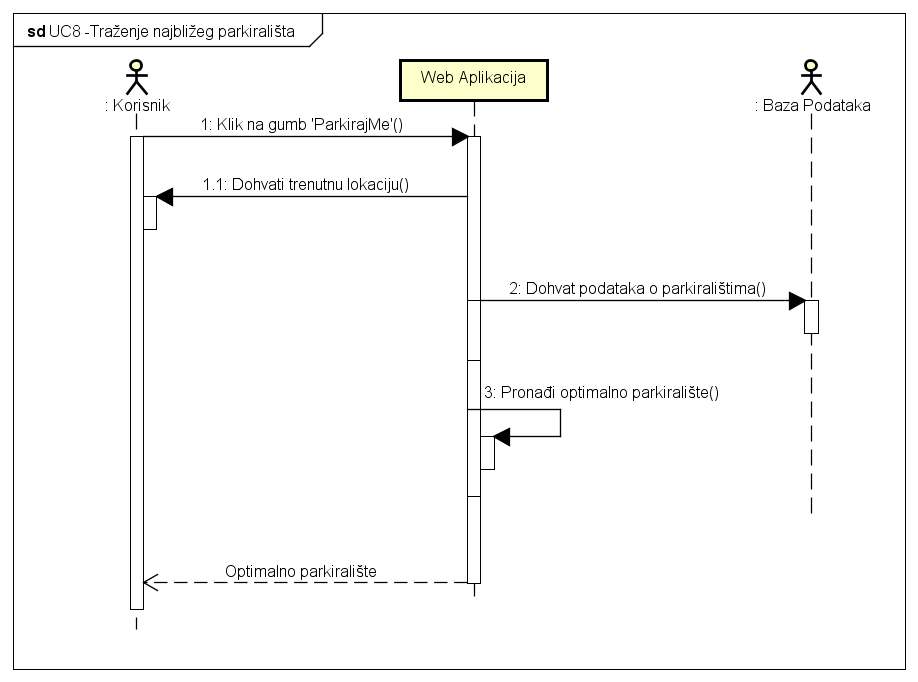 sd UC8 -Traženje najbližeg parkirališta
: Korisnik
Web Aplikacija
: Baza Podataka
1: Klik na gumb 'ParkirajMe'()
1.1: Dohvati trenutnu lokaciju()
2: Dohvat podataka o parkiralištima()
3: Pronađi optimalno parkiralište()
Optimalno parkiralište